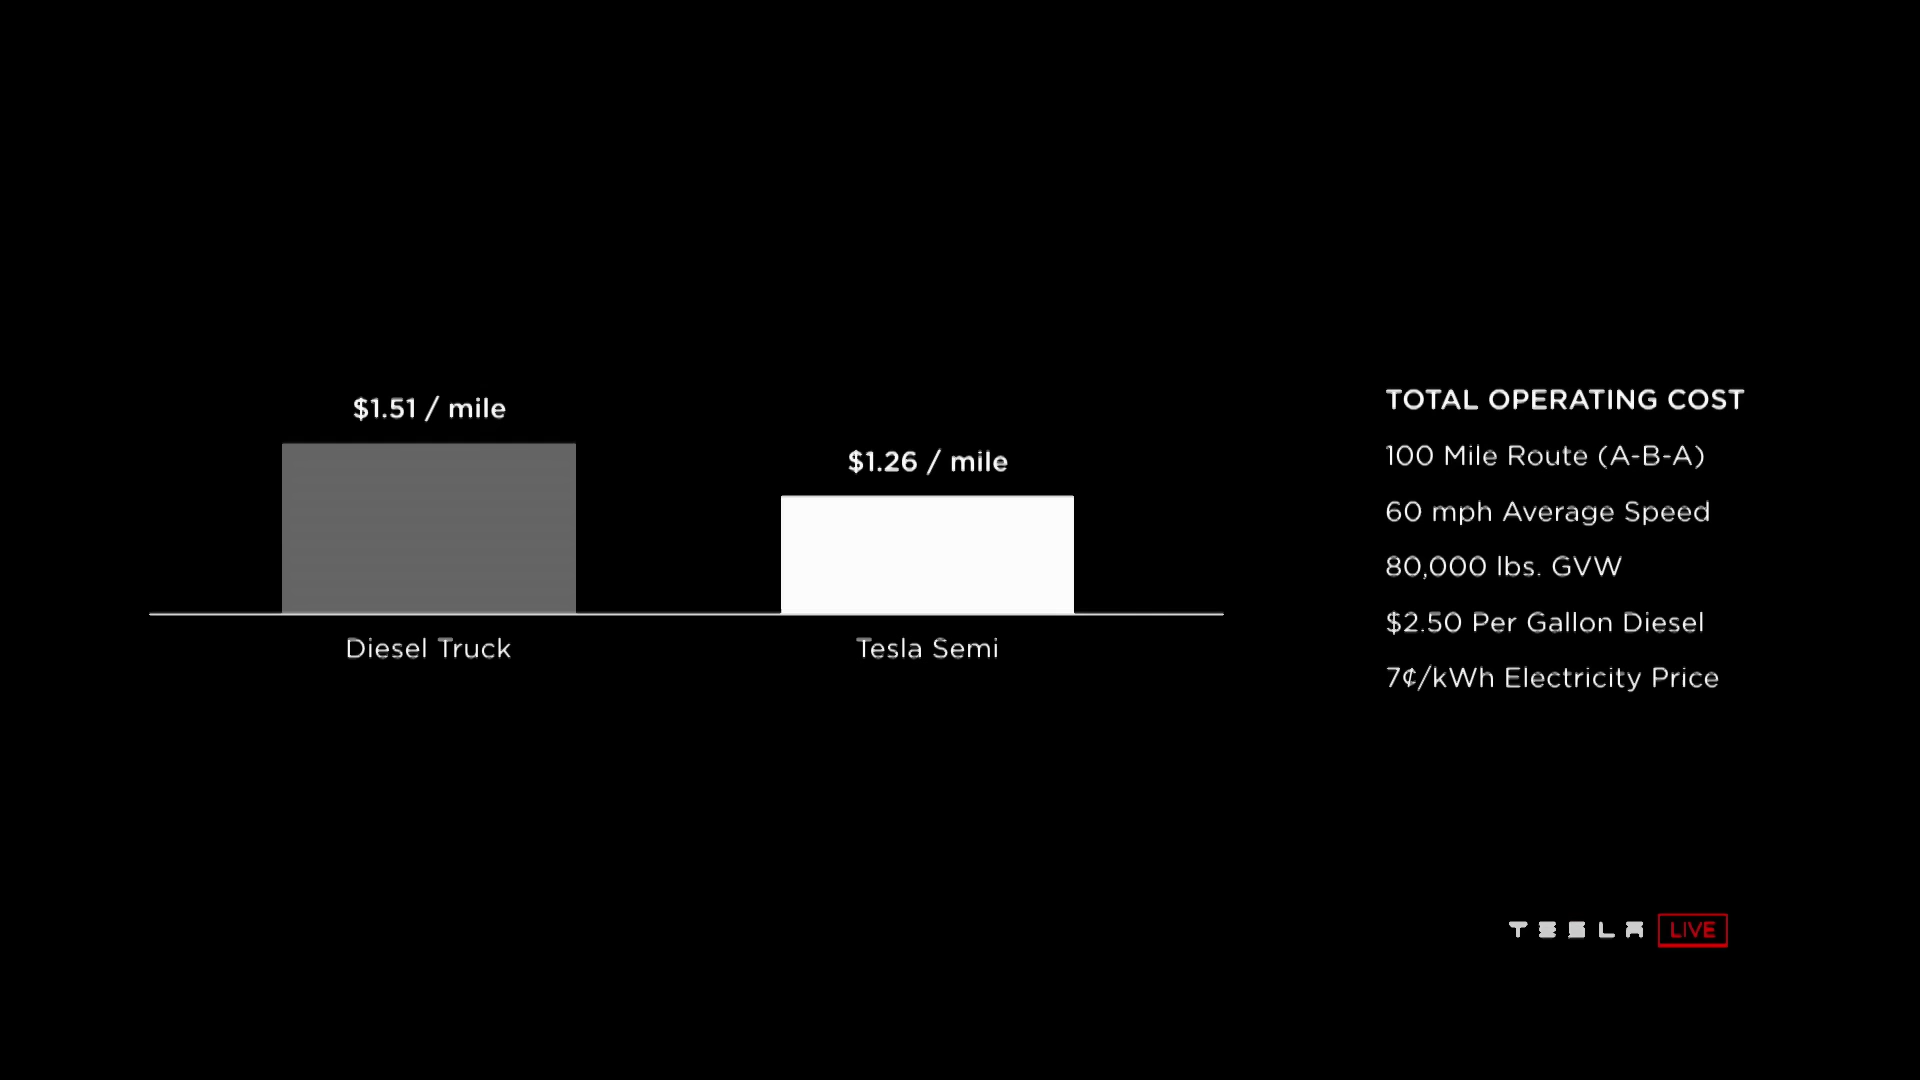 $1.51 / mile
$1.26 / mile
Diesel Truck
Tesla Semi
TOTAL OPERATING COST
100 Mile Route (A-B-A)
60 mph Average Speed
80,000 lbs. GVW
$2.50 Per Gallon Diesel
7¢/kWh Electricity Price
TESLA LIVE